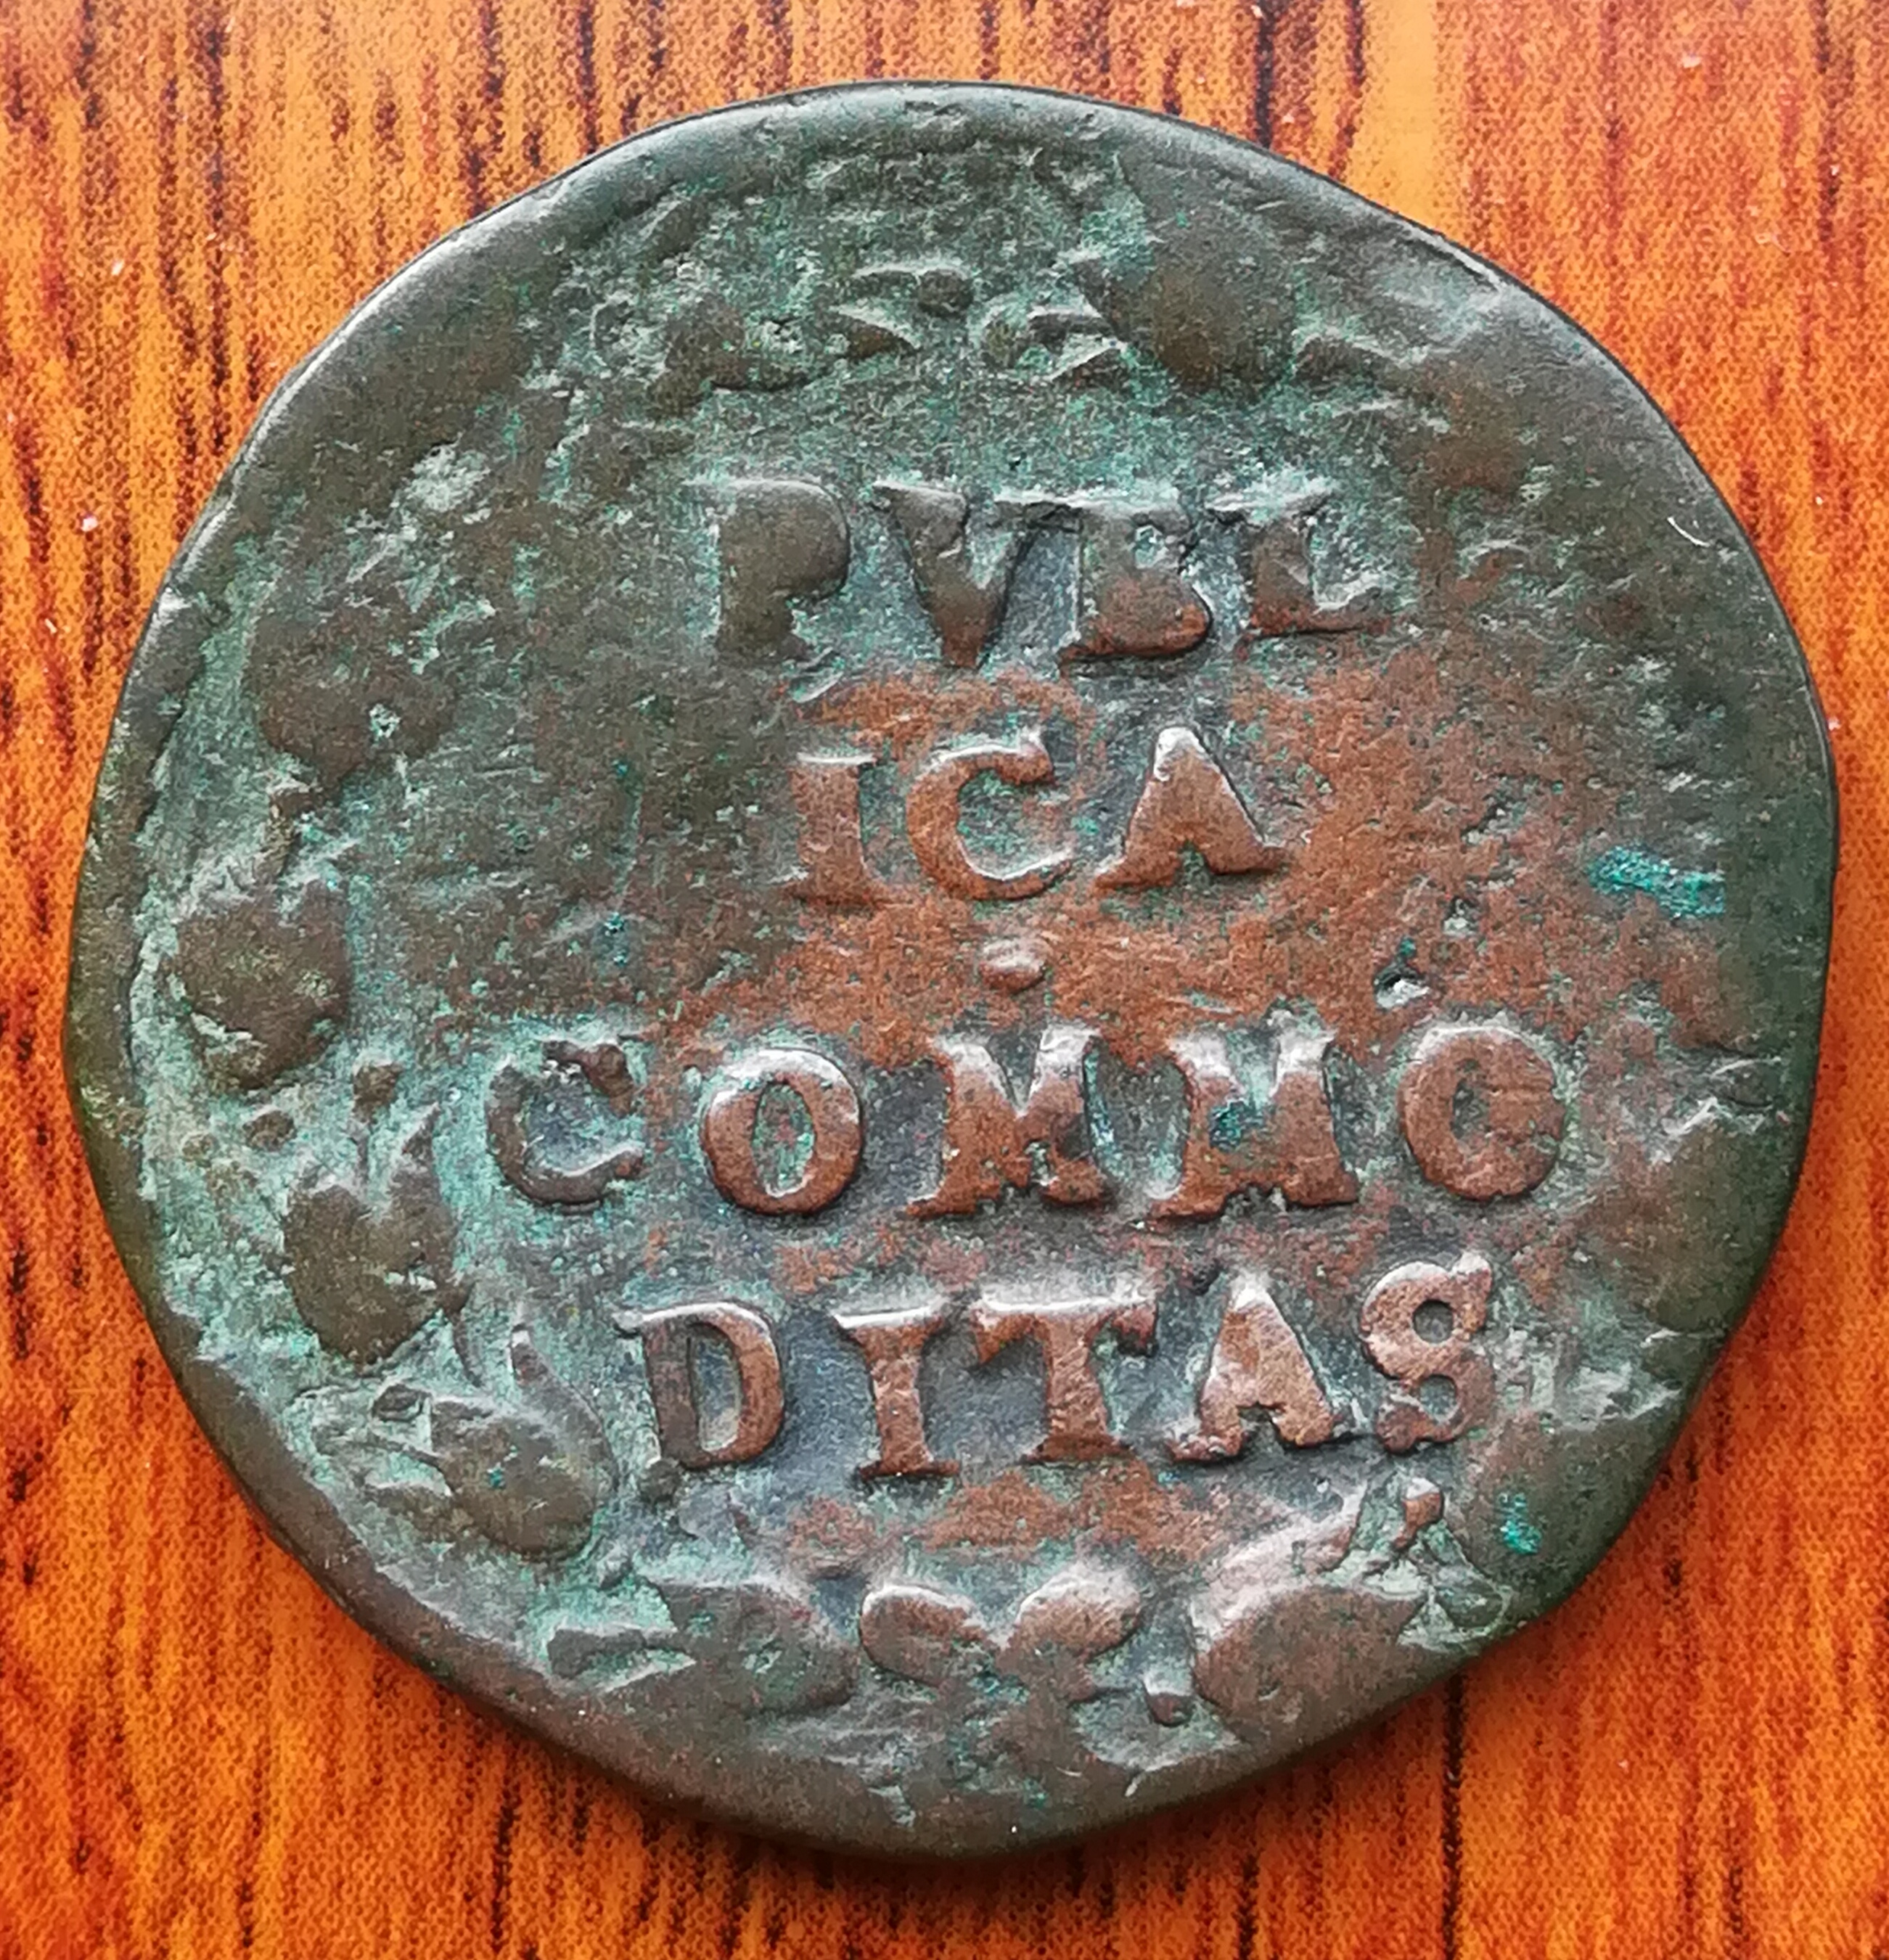 PVBL
ICA
COMMO
DITAS